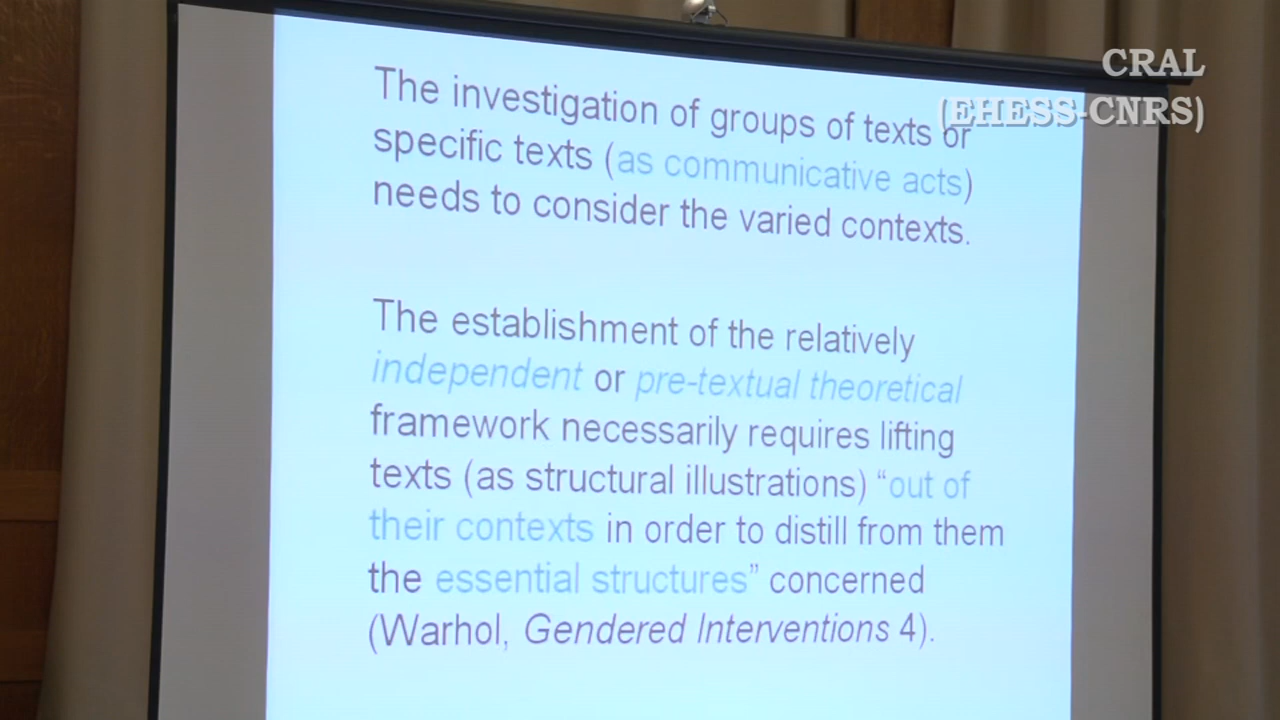 CRAL
(EHESS-CNRS)
The investigation of groups of texts or
specific texts (as communicative acts)
needs to consider the varied contexts.
The establishment of the relatively
independent or pre-textual theoretical
framework necessarily requires lifting
texts (as structural illustrations) “out of
their contexts in order to distill from them
the essential structures” concerned
(Warhol, Gendered Interventions 4).